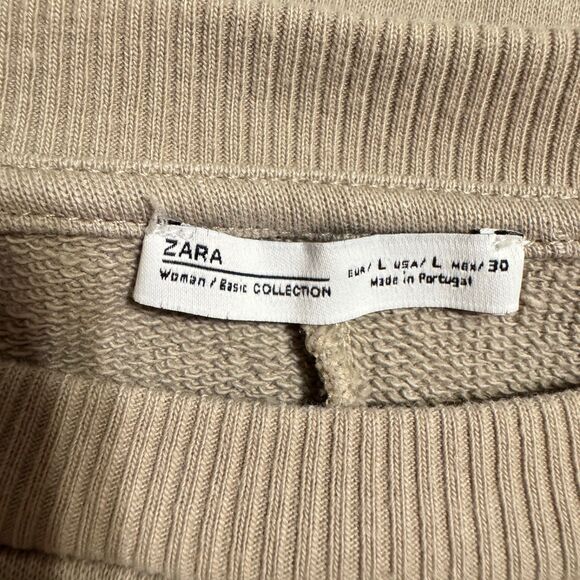 ZARA
Woman / Basic COLLECTION
EUR/ L USA/ L MEX/ 30
Made in Portugal